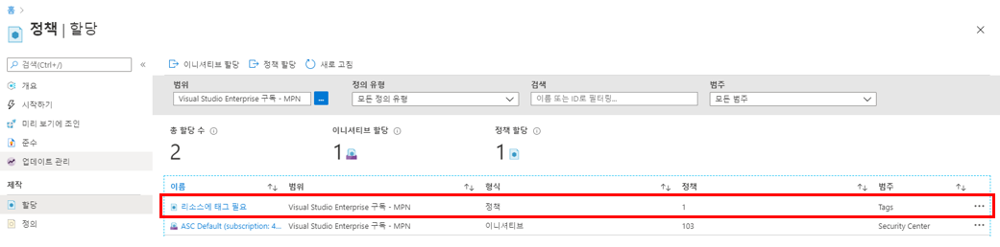 홈 >
정책 | 할당
검색(Ctrl+/)
«
개요
시작하기
미리 보기에 조인
준수
업데이트 관리
제작
할당
정의
이니셔티브 할당 정책 할당 새로 고침
범위 정의 유형 검색 범주
Visual Studio Enterprise 구독 - MPN ... 모든 정의 유형 이름 또는 ID로 필터링... 모든 범주
총 할당 수 이니셔티브 할당 정책 할당
2 1 1
이름 범위 형식 정책 범주
리소스에 태그 필요 Visual Studio Enterprise 구독 - MPN 정책 1 Tags ...
ASC Default (subscription: 4... Visual Studio Enterprise 구독 - MPN 이니셔티브 103 Security Center ...